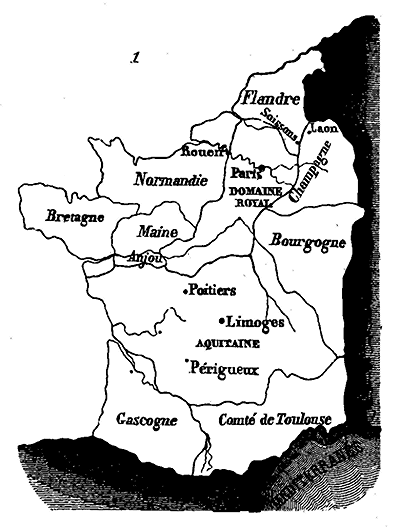 1
Flandre
Soissons
Laon
Rouen
Paris
Champagne
Normandie
DOMAINE
ROYAL
Bretagne
Maine
Bourgogne
Anjou
Poitiers
Limoges
AQUITAINE
Périgueux
Gascogne
Comté de Toulouse
MEDITERRANÉE